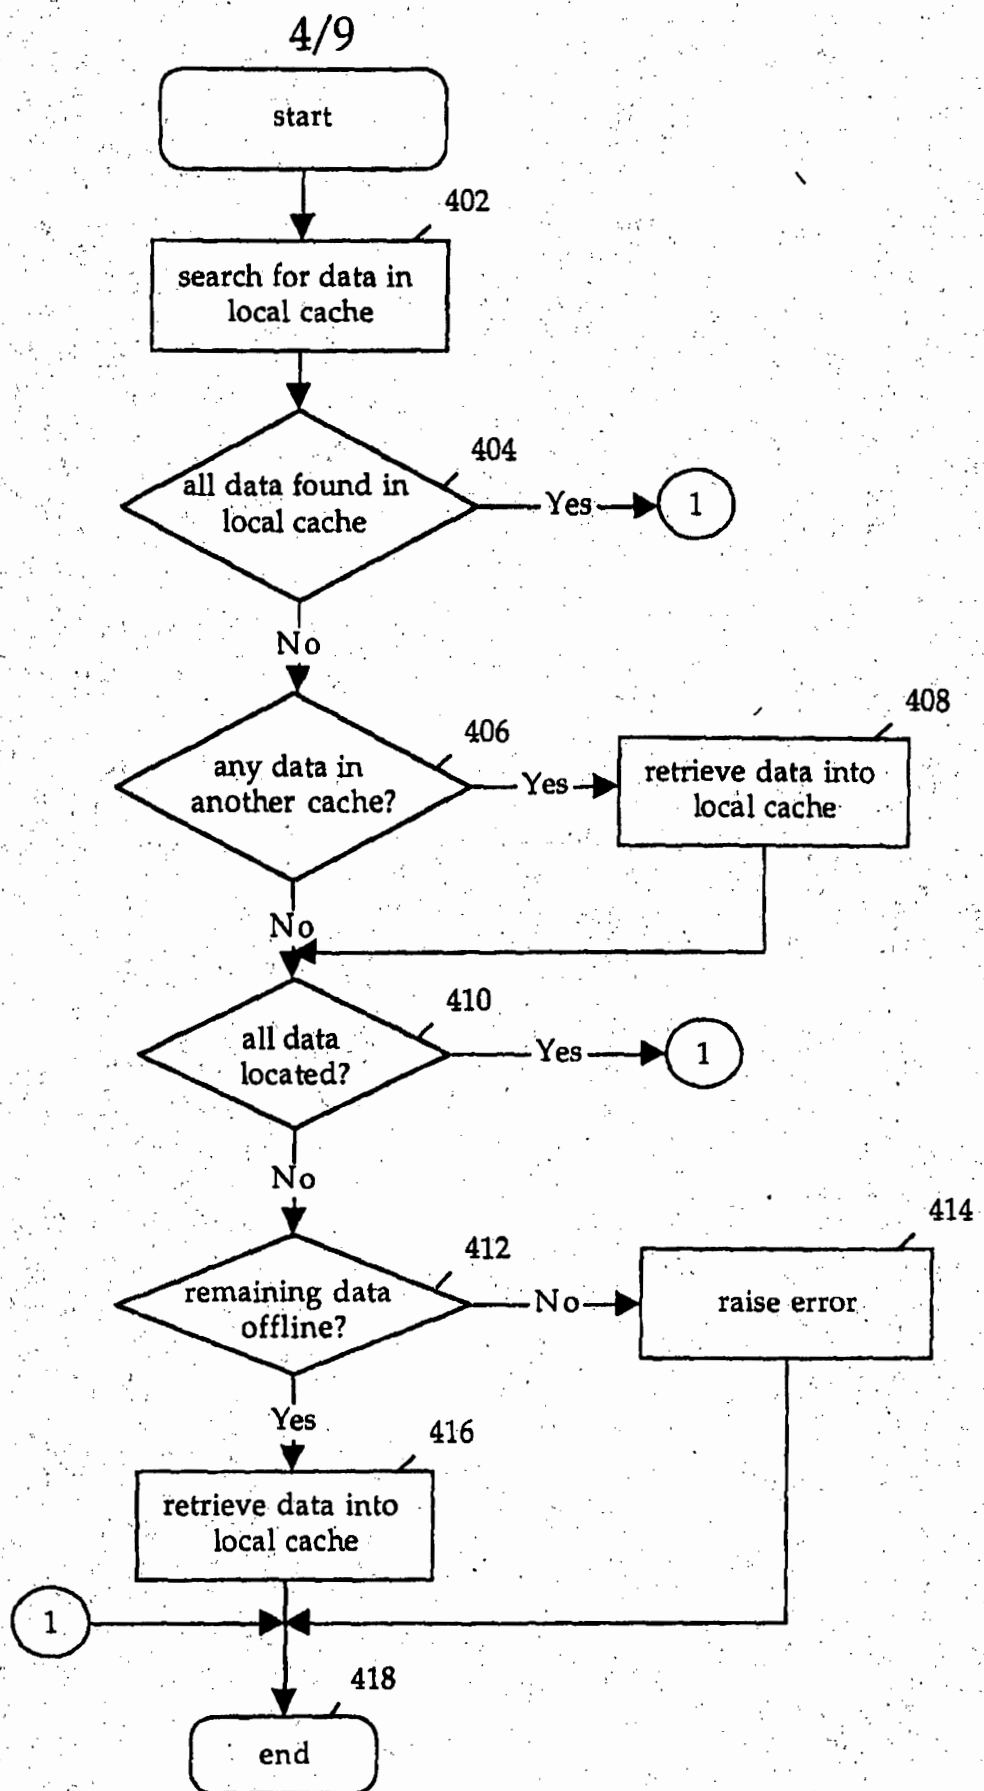 4/9
start
402
search for data in
local cache
404
all data found in
local cache
Yes
1
No
406
any data in
another cache?
Yes
408
retrieve data into
local cache
No
410
all data
located?
Yes
1
No
412
remaining data
offline?
No
414
raise error
Yes
416
retrieve data into
local cache
1
418
end